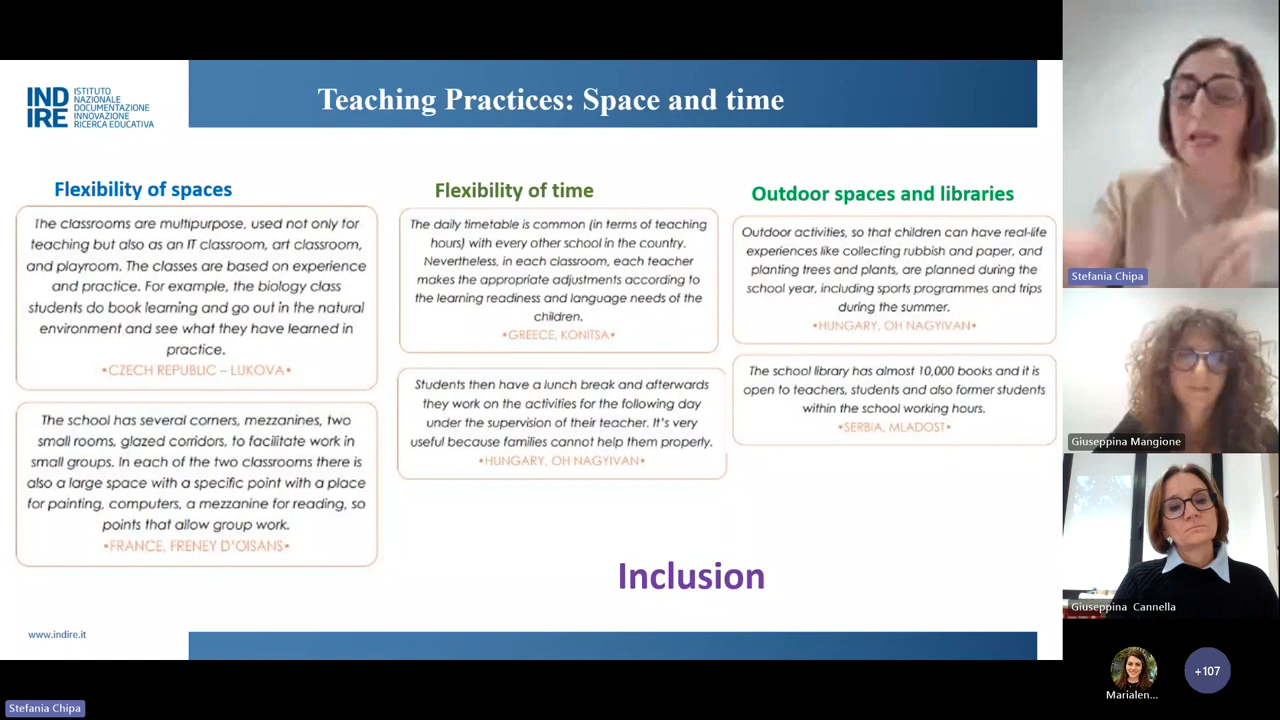 IND
IRE
ISTITUTO
NAZIONALE
DOCUMENTAZIONE
INNOVAZIONE
RICERCA EDUCATIVA
Teaching Practices: Space and time
Flexibility of spaces
The classrooms are multipurpose, used not only for
teaching but also as an IT classroom, art classroom,
and playroom. The classes are based on experience
and practice. For example, the biology class
students do book learning and go out in the natural
environment and see what they have learned in
practice.
•CZECH REPUBLIC – LUKOVA•
The school has several corners, mezzanines, two
small rooms, glazed corridors, to facilitate work in
small groups. In each of the two classrooms there is
also a large space with a specific point with a place
for painting, computers, a mezzanine for reading, so
points that allow group work.
•FRANCE, FRENEY D'OISANS•
Flexibility of time
The daily timetable is common (in terms of teaching
hours) with every other school in the country.
Nevertheless, in each classroom, each teacher
makes the appropriate adjustments according to
the learning readiness and language needs of the
children.
•GREECE, KONITSA•
Students then have a lunch break and afterwards
they work on the activities for the following day
under the supervision of their teacher. It's very
useful because families cannot help them properly.
•HUNGARY, OH NAGYIVAN•
Outdoor spaces and libraries
Outdoor activities, so that children can have real-life
experiences like collecting rubbish and paper, and
planting trees and plants, are planned during the
school year, including sports programmes and trips
during the summer.
•HUNGARY, OH NAGYIVAN•
The school library has almost 10,000 books and it is
open to teachers, students and also former students
within the school working hours.
•SERBIA, MLADOST•
Inclusion
www.indire.it
Stefania Chipa
Stefania Chipa
Giuseppina Mangione
Giuseppina Cannella
Marialen...
+107